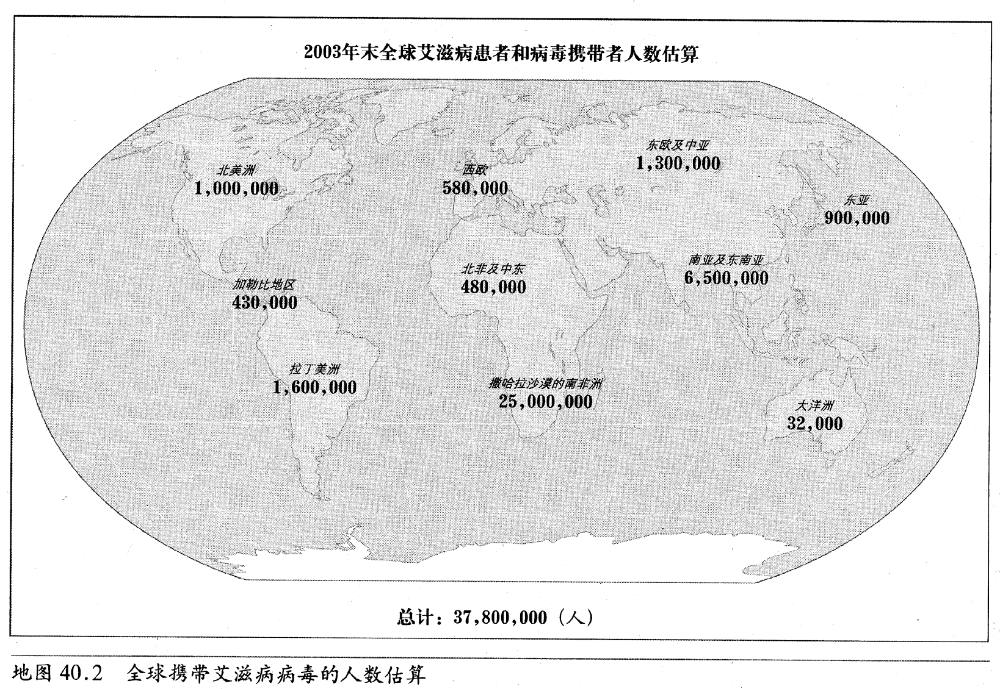 2003年末全球艾滋病患者和病毒携带者人数估算
东欧及中亚
1,300,000
北美洲
1,000,000
西欧
580,000
东亚
900,000
南亚及东南亚
6,500,000
北非及中东
480,000
加勒比地区
430,000
拉丁美洲
1,600,000
撒哈拉沙漠的南非洲
25,000,000
大洋洲
32,000
总计：37,800,000（人）
地图 40.2 全球携带艾滋病病毒的人数估算